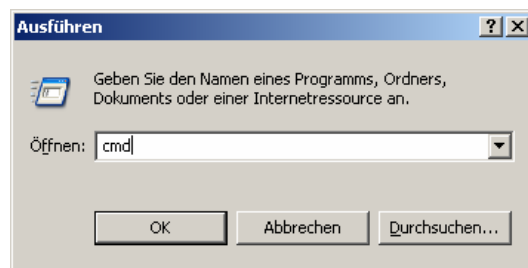 Ausführen
Geben Sie den Namen eines Programms, Ordners,
Dokuments oder einer Internetressource an.
Öffnen: cmd
OK Abbrechen Durchsuchen...